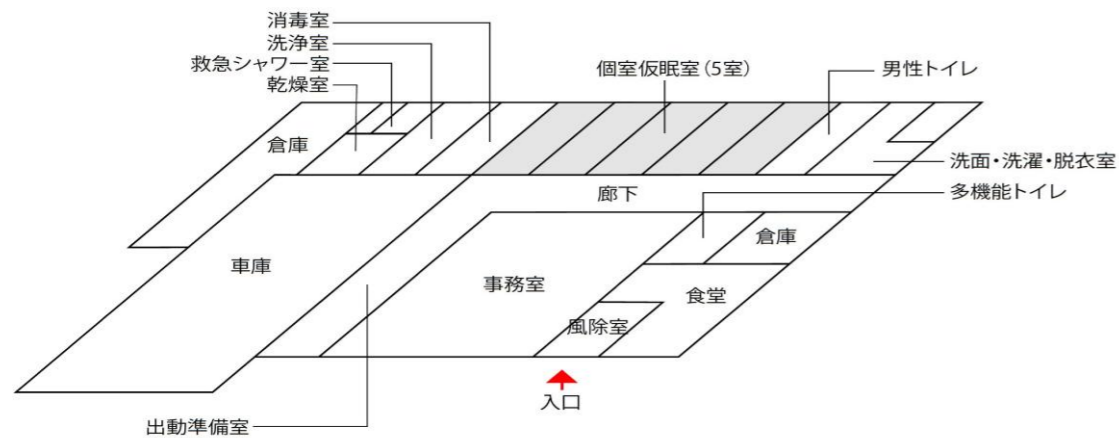 消毒室
洗浄室
救急シャワー室
乾燥室
個室仮眠室（5室）
男性トイレ
倉庫
洗面・洗濯・脱衣室
廊下
多機能トイレ
倉庫
車庫
事務室
食堂
風除室
入口
出動準備室